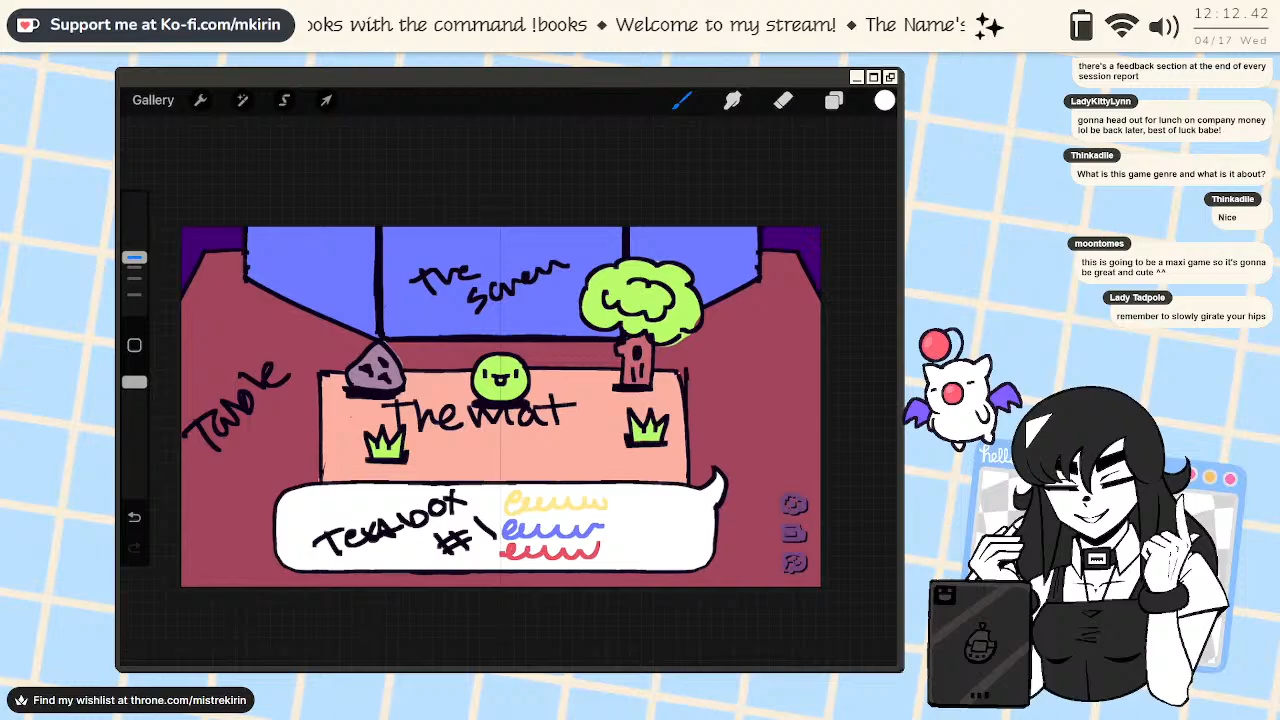 Support me at Ko-fi.com/mkirin
ooks with the command !books ◆ Welcome to my stream! ◆ The Name's
12:12.42
04/17 Wed
there's a feedback section at the end of every
session report
LadyKittyLynn
gonna head out for lunch on company money
lol be back later, best of luck babe!
Thinkadile
What is this game genre and what is it about?
Thinkadile
Nice
moontomes
this is going to be a maxi game so it's gonna
be great and cute ^^
Lady Tadpole
remember to slowly girate your hips
Gallery
The
screen
Table
The mat
Textbox
#1
hello
Find my wishlist at throne.com/mistrekirin